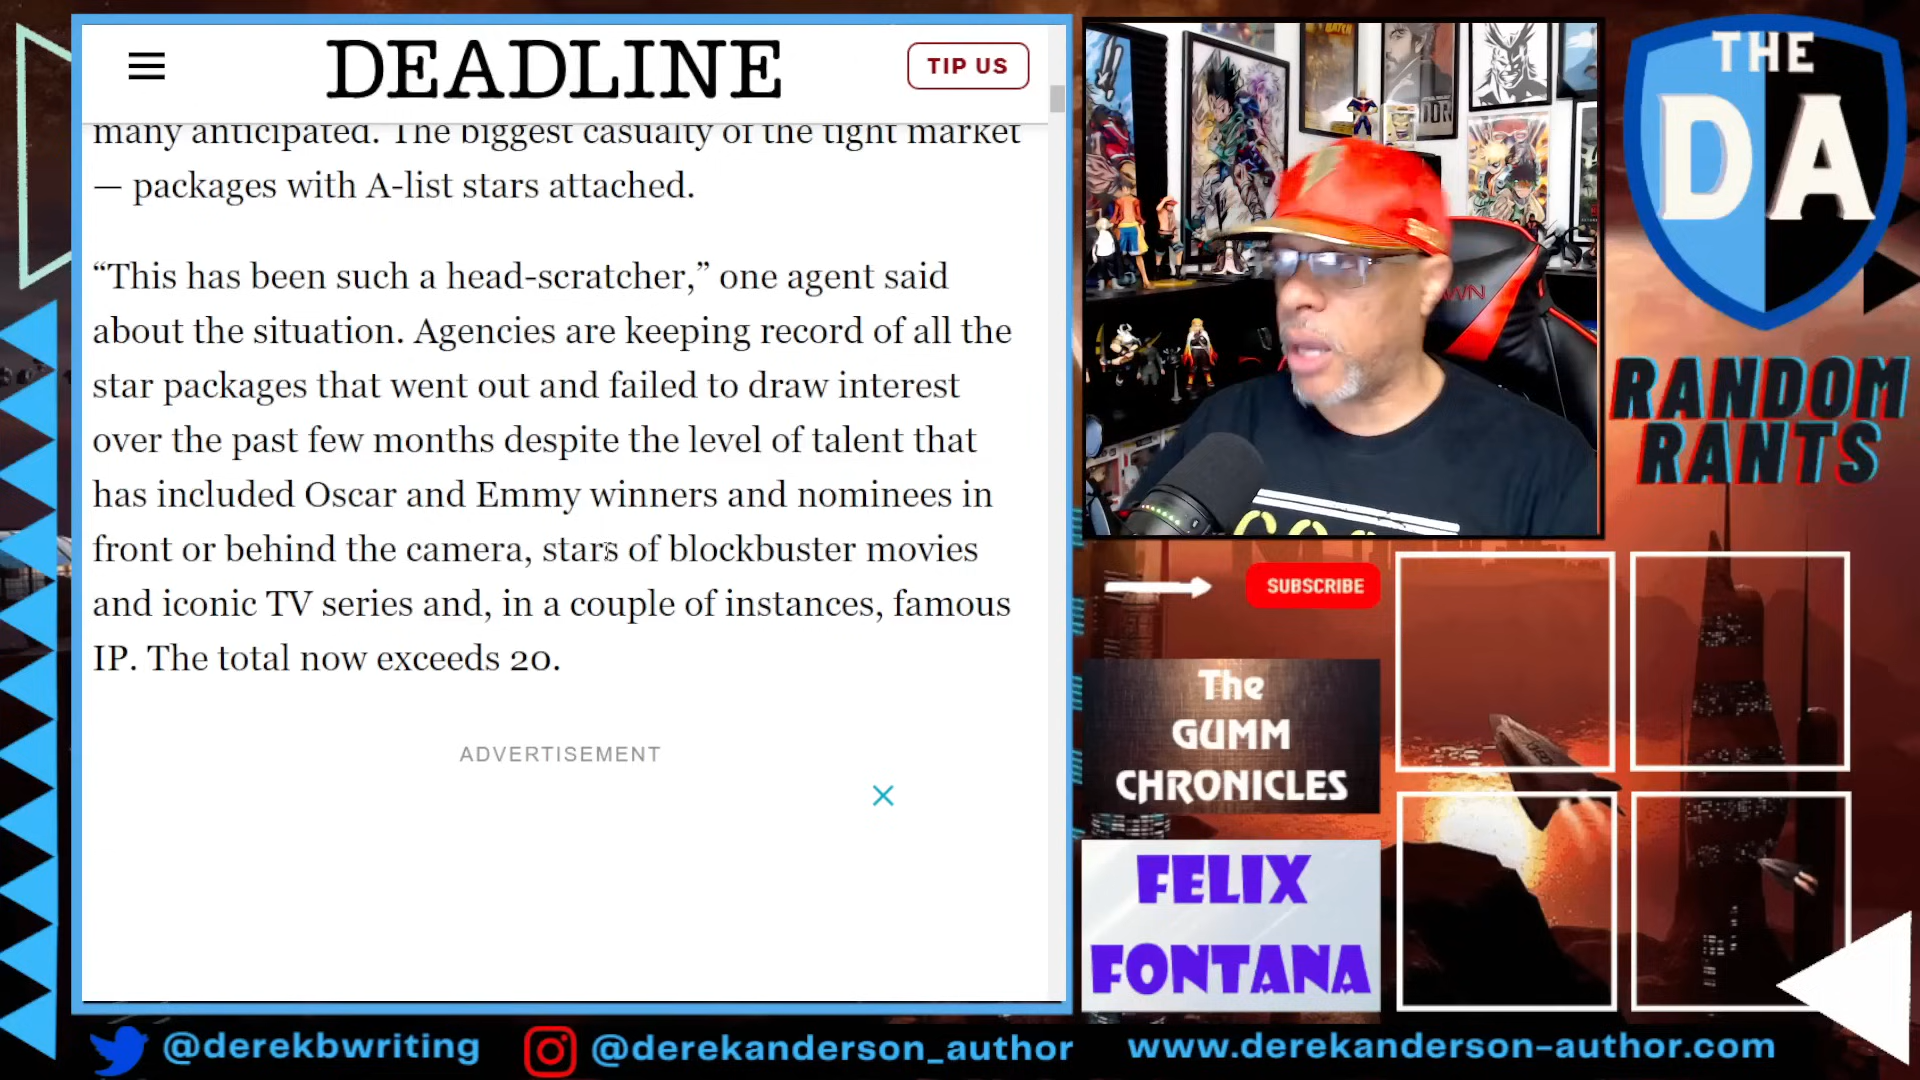 DEADLINE
TIP US
many anticipated. The biggest casualty of the tight market
— packages with A-list stars attached.
“This has been such a head-scratcher,” one agent said
about the situation. Agencies are keeping record of all the
star packages that went out and failed to draw interest
over the past few months despite the level of talent that
has included Oscar and Emmy winners and nominees in
front or behind the camera, stars of blockbuster movies
and iconic TV series and, in a couple of instances, famous
IP. The total now exceeds 20.
ADVERTISEMENT
THE
DA
RANDOM
RANTS
SUBSCRIBE
The
GUMM
CHRONICLES
FELIX
FONTANA
@derekbwriting
@derekanderson_author
www.derekanderson-author.com